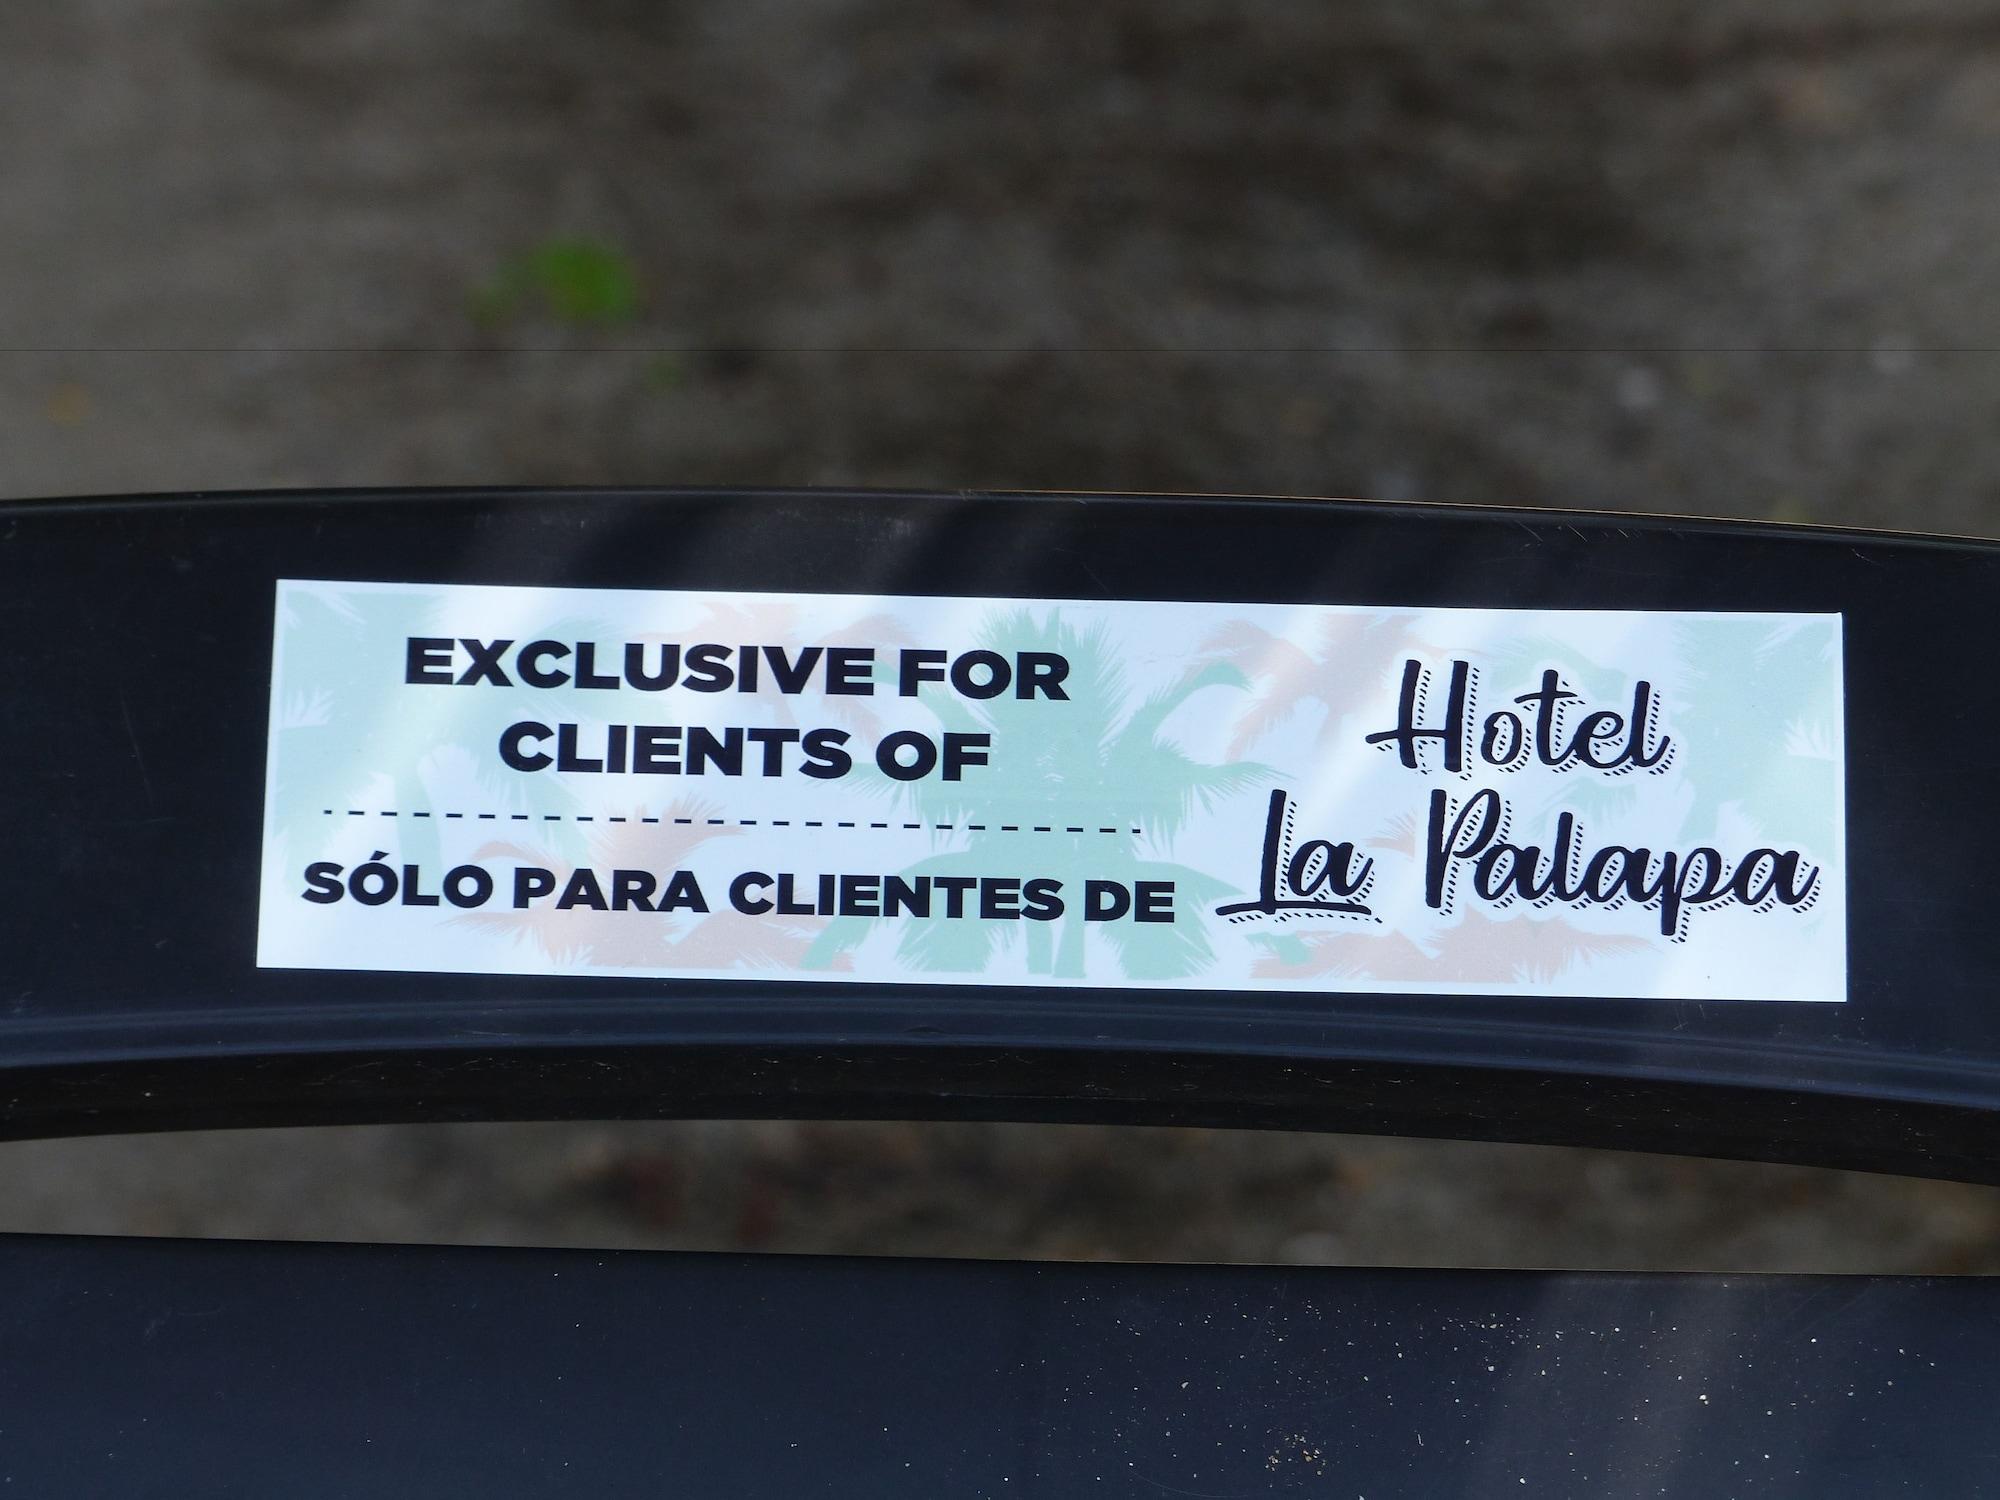 EXCLUSIVE FOR
CLIENTS OF
SÓLO PARA CLIENTES DE
Hotel
La Palapa